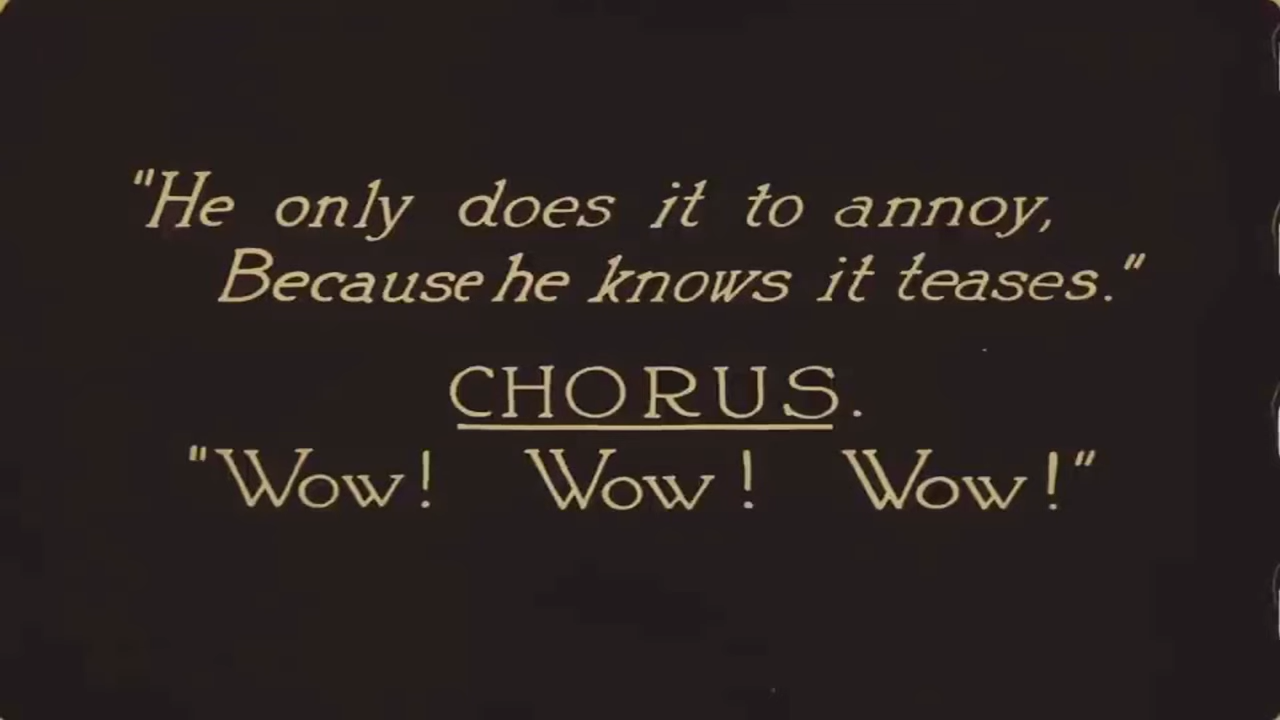 "He only does it to annoy,
Because he knows it teases."
CHORUS.
"Wow! Wow! Wow!"